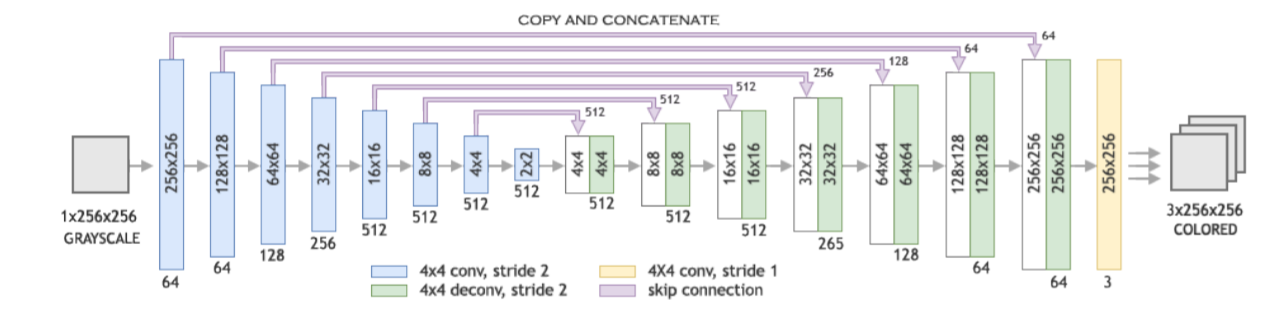 COPY AND CONCATENATE
64
64
128
256
512
512
512
256x256
128x128
64x64
32x32
16x16
8x8
4x4
2x2
4x4
4x4
8x8
8x8
16x16
16x16
32x32
32x32
64x64
64x64
128x128
128x128
256x256
256x256
256x256
1x256x256
GRAYSCALE
64
64
128
256
512
512
512
512
512
512
512
265
128
64
64
3
3x256x256
COLORED
4x4 conv, stride 2
4X4 conv, stride 1
4x4 deconv, stride 2
skip connection